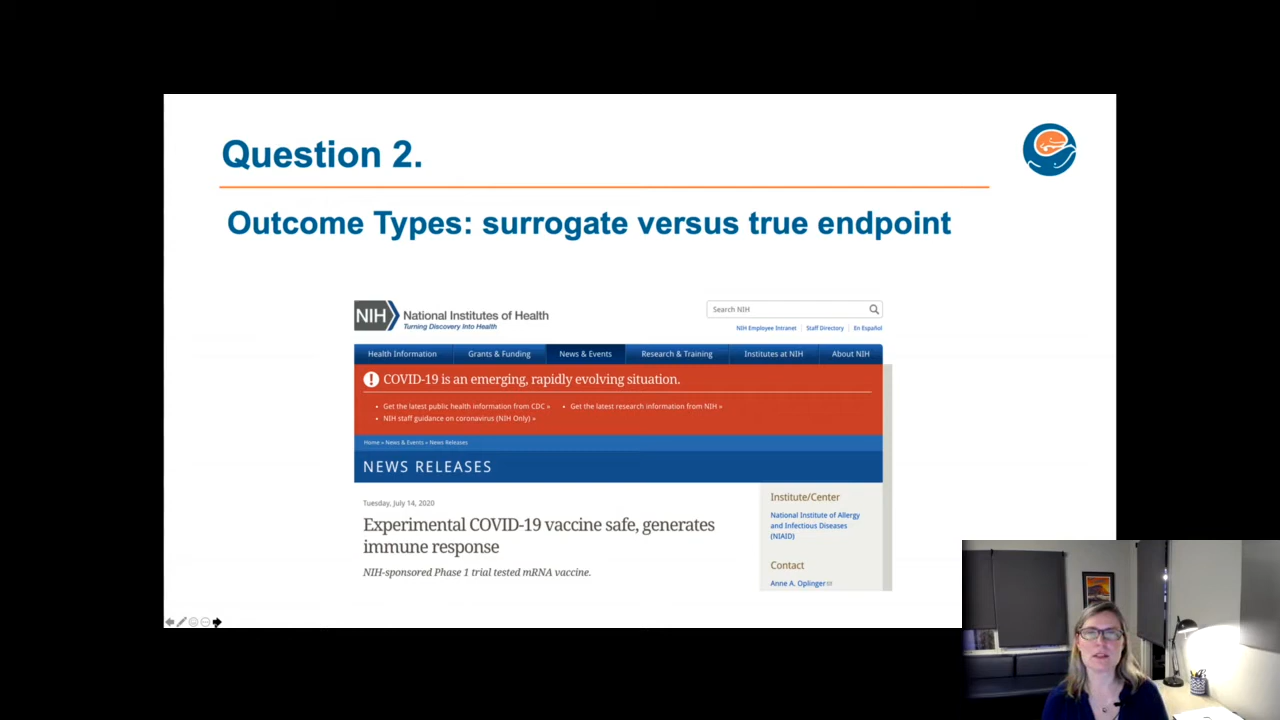 Question 2.
Outcome Types: surrogate versus true endpoint
NIH National Institutes of Health
Turning Discovery Into Health
Search NIH
NIH Employee Intranet | Staff Directory | En Español
Health Information Grants & Funding News & Events Research & Training Institutes at NIH About NIH
! COVID-19 is an emerging, rapidly evolving situation.
• Get the latest public health information from CDC » • Get the latest research information from NIH »
• NIH staff guidance on coronavirus (NIH Only) »
Home » News & Events » News Releases
NEWS RELEASES
Tuesday, July 14, 2020
Experimental COVID-19 vaccine safe, generates
immune response
NIH-sponsored Phase 1 trial tested mRNA vaccine.
Institute/Center
National Institute of Allergy
and Infectious Diseases
(NIAID)
Contact
Anne A. Oplinger